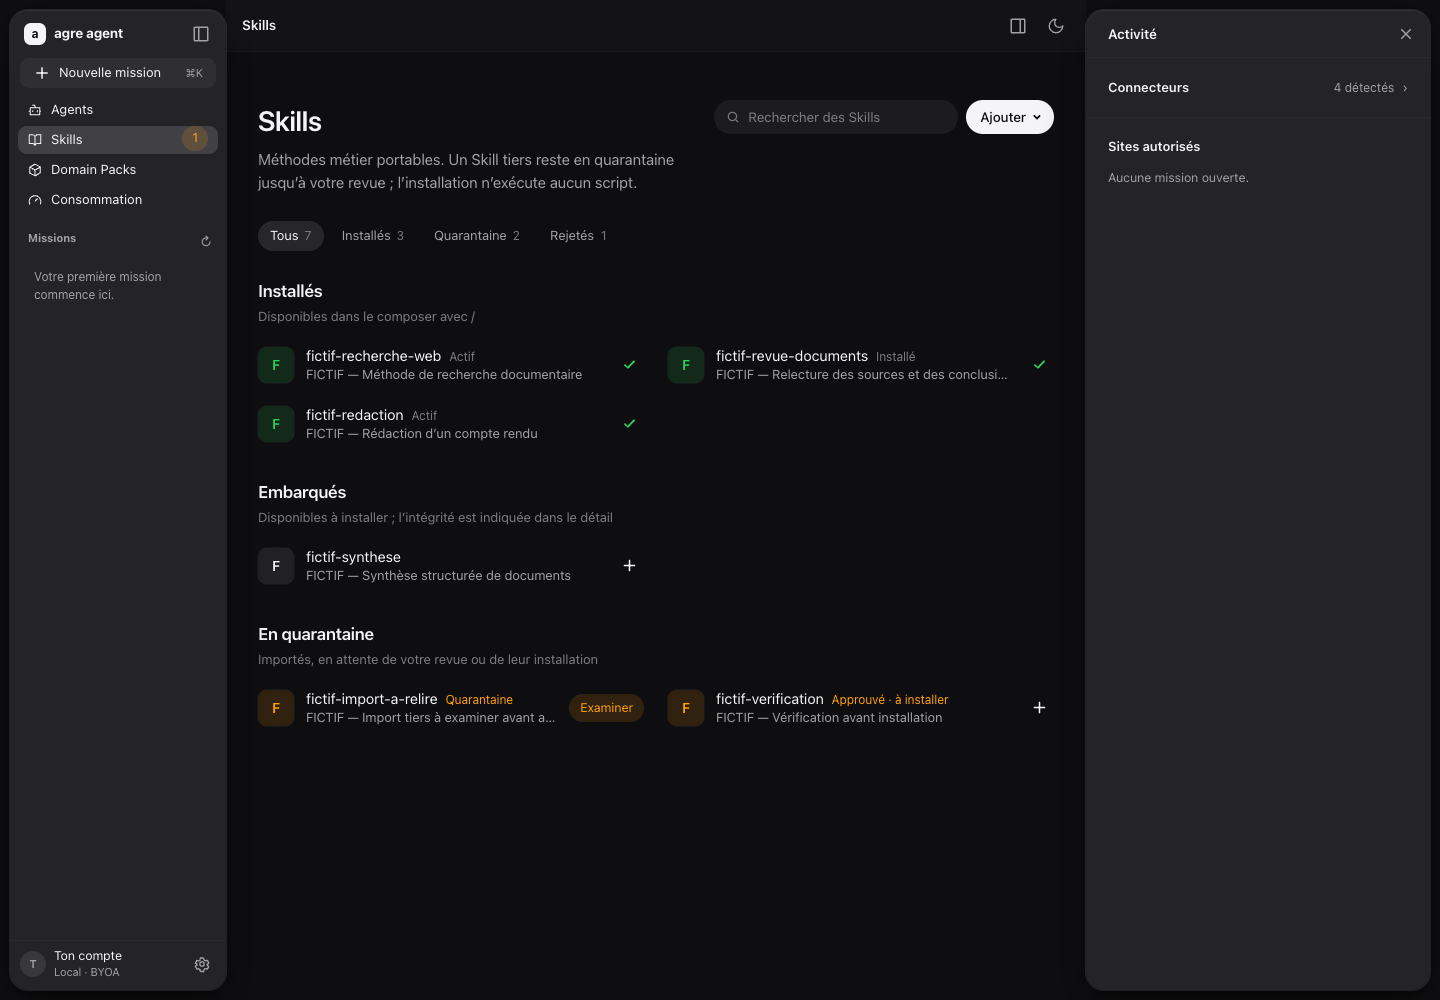 a agre agent
Nouvelle mission ⌘K
Agents
Skills 1
Domain Packs
Consommation
Missions
Votre première mission
commence ici.
T Ton compte
Local · BYOA
Skills
Skills
Rechercher des Skills
Ajouter
Méthodes métier portables. Un Skill tiers reste en quarantaine
jusqu’à votre revue ; l’installation n’exécute aucun script.
Tous 7 Installés 3 Quarantaine 2 Rejetés 1
Installés
Disponibles dans le composer avec /
F fictif-recherche-web Actif
FICTIF — Méthode de recherche documentaire
F fictif-revue-documents Installé
FICTIF — Relecture des sources et des conclusi...
F fictif-redaction Actif
FICTIF — Rédaction d’un compte rendu
Embarqués
Disponibles à installer ; l’intégrité est indiquée dans le détail
F fictif-synthese
FICTIF — Synthèse structurée de documents
En quarantaine
Importés, en attente de votre revue ou de leur installation
F fictif-import-a-relire Quarantaine
FICTIF — Import tiers à examiner avant a...
Examiner
F fictif-verification Approuvé · à installer
FICTIF — Vérification avant installation
Activité
Connecteurs 4 détectés ›
Sites autorisés
Aucune mission ouverte.